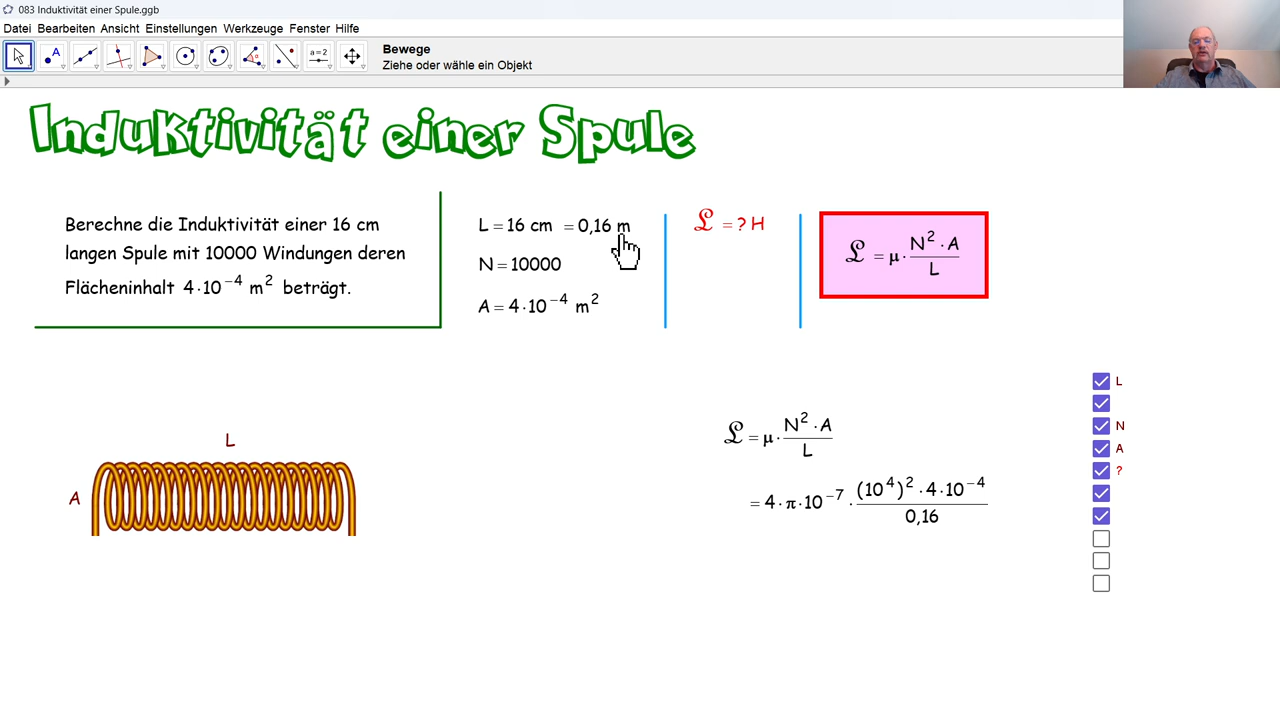 083 Induktivität einer Spule.ggb
Datei Bearbeiten Ansicht Einstellungen Werkzeuge Fenster Hilfe
A
a=2
Bewege
Ziehe oder wähle ein Objekt
Induktivität einer Spule
Berechne die Induktivität einer 16 cm
langen Spule mit 10000 Windungen deren
Flächeninhalt 4·10⁻⁴ m² beträgt.
L = 16 cm = 0,16 m
N = 10000
A = 4·10⁻⁴ m²
ℒ = ? H
ℒ = μ · N²·A / L
L
A
ℒ = μ · N²·A / L
= 4·π·10⁻⁷ · (10⁴)²·4·10⁻⁴ / 0,16
L
N
A
?